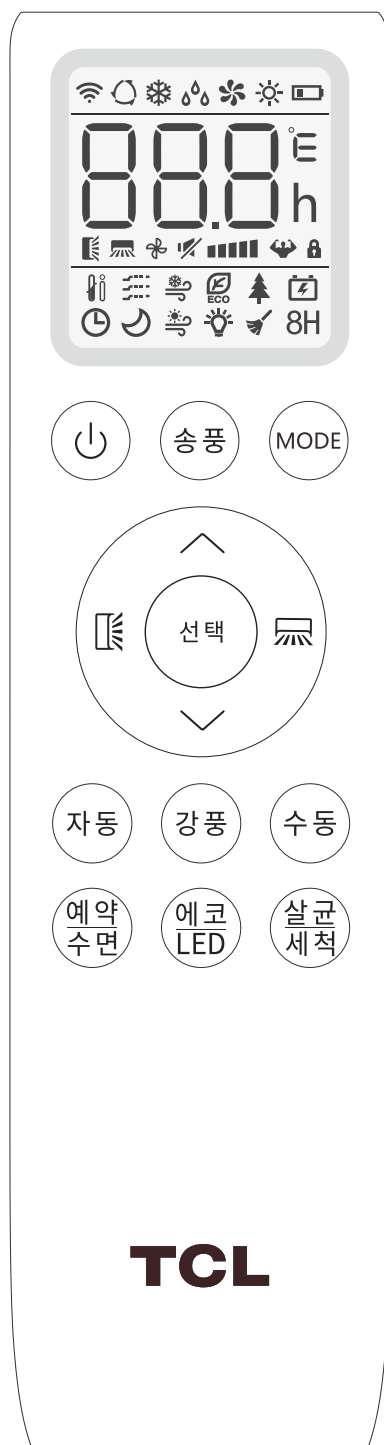 88.8 °E
h
ECO
8H
송풍 MODE
선택
자동 강풍 수동
예약 에코 살균
수면 LED 세척
TCL